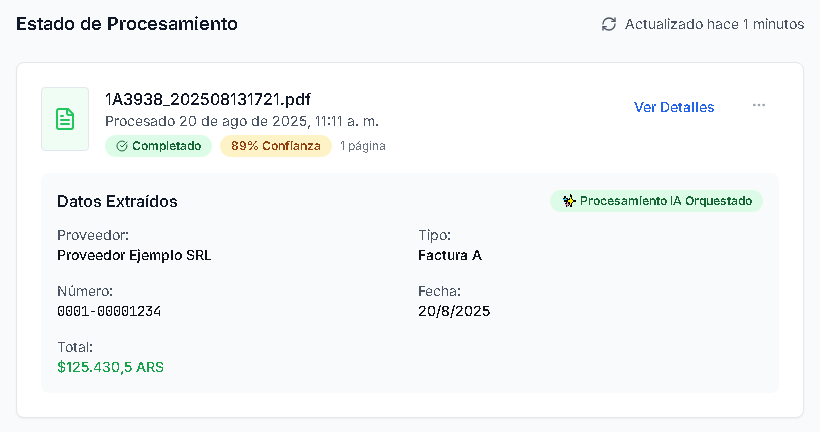 Estado de Procesamiento
Actualizado hace 1 minutos
1A3938_202508131721.pdf
Ver Detalles
Procesado 20 de ago de 2025, 11:11 a. m.
Completado
89% Confianza
1 página
Datos Extraídos
Procesamiento IA Orquestado
Proveedor:
Proveedor Ejemplo SRL
Tipo:
Factura A
Número:
0001-00001234
Fecha:
20/8/2025
Total:
$125.430,5 ARS